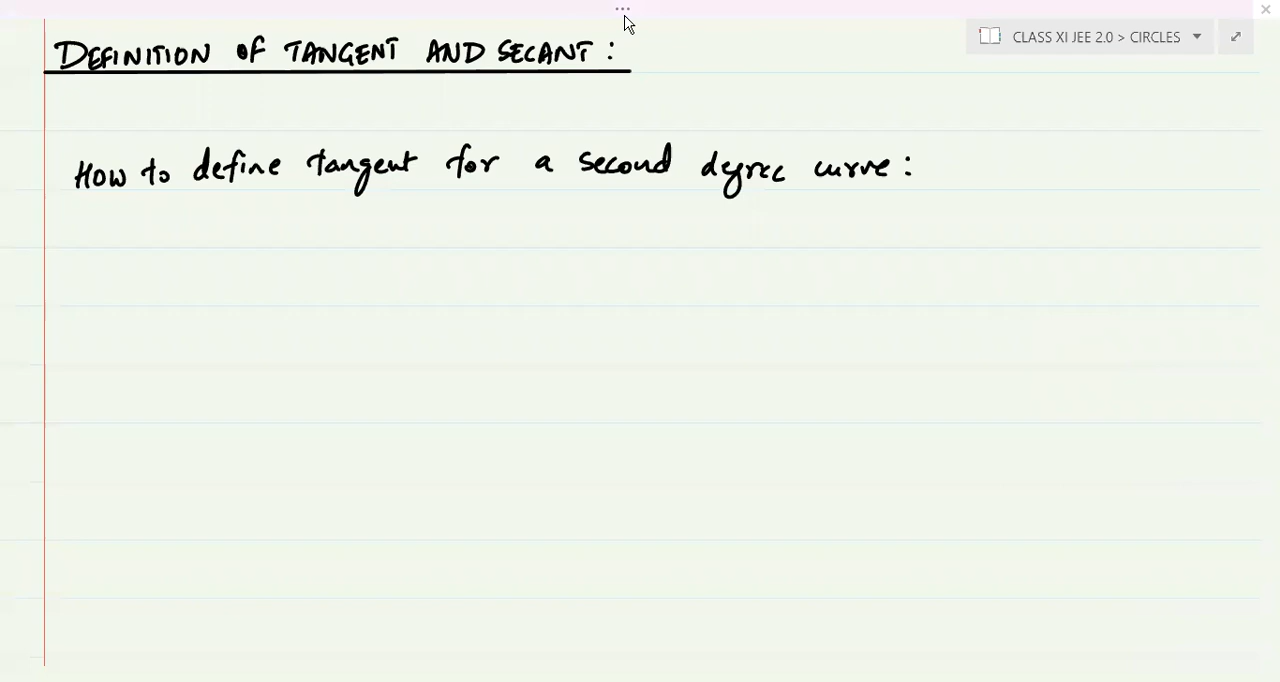 DEFINITION OF TANGENT AND SECANT :
CLASS XI JEE 2.0 > CIRCLES
How to define tangent for a second degree curve :